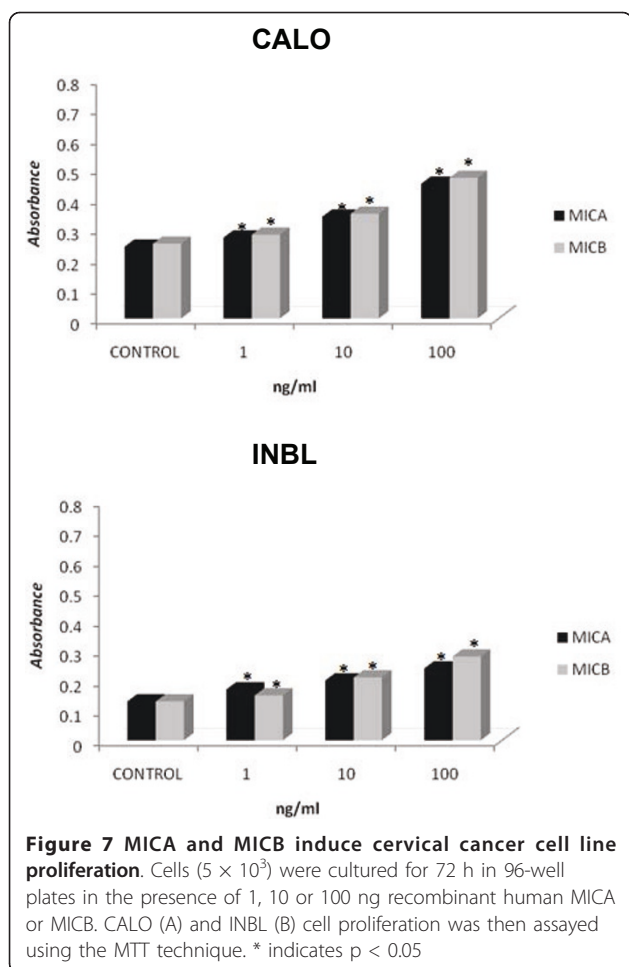 CALO
0.8
0.7
0.6
0.5
0.4
0.3
0.2
0.1
0
Absorbance
* * * * * *
MICA
MICB
CONTROL 1 10 100
ng/ml
INBL
0.8
0.7
0.6
0.5
0.4
0.3
0.2
0.1
0
Absorbance
* * * * * *
MICA
MICB
CONTROL 1 10 100
ng/ml
Figure 7 MICA and MICB induce cervical cancer cell line
proliferation. Cells (5 × 10³) were cultured for 72 h in 96-well
plates in the presence of 1, 10 or 100 ng recombinant human MICA
or MICB. CALO (A) and INBL (B) cell proliferation was then assayed
using the MTT technique. * indicates p < 0.05